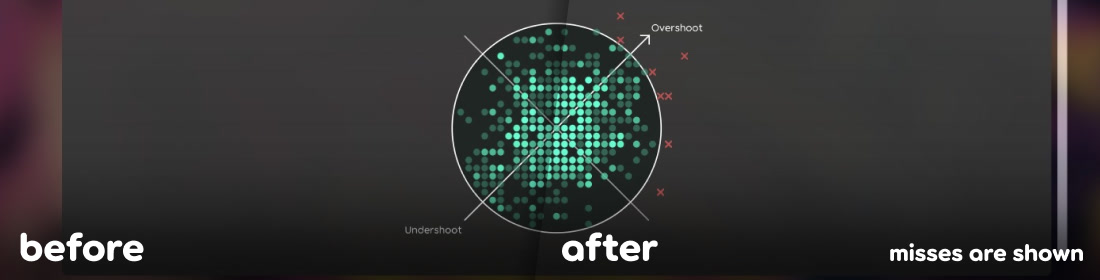 Overshoot
Undershoot
before
after
misses are shown